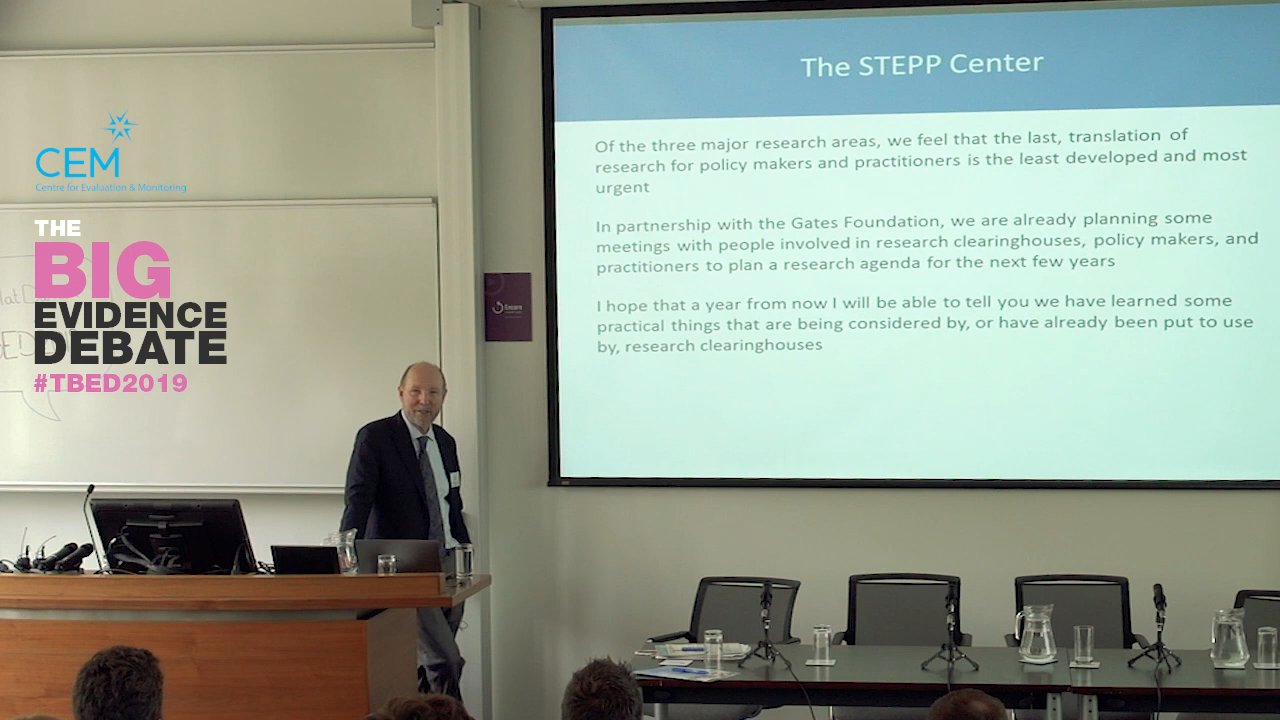 CEM
Centre for Evaluation & Monitoring
THE
BIG
EVIDENCE
DEBATE
#TBED2019
The STEPP Center
Of the three major research areas, we feel that the last, translation of
research for policy makers and practitioners is the least developed and most
urgent
In partnership with the Gates Foundation, we are already planning some
meetings with people involved in research clearinghouses, policy makers, and
practitioners to plan a research agenda for the next few years
I hope that a year from now I will be able to tell you we have learned some
practical things that are being considered by, or have already been put to use
by, research clearinghouses